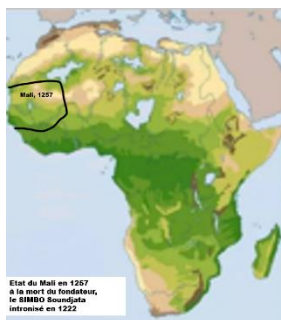 Mali, 1257
Etat du Mali en 1257
à la mort du fondateur,
le SIMBO Soundjata
intronisé en 1222